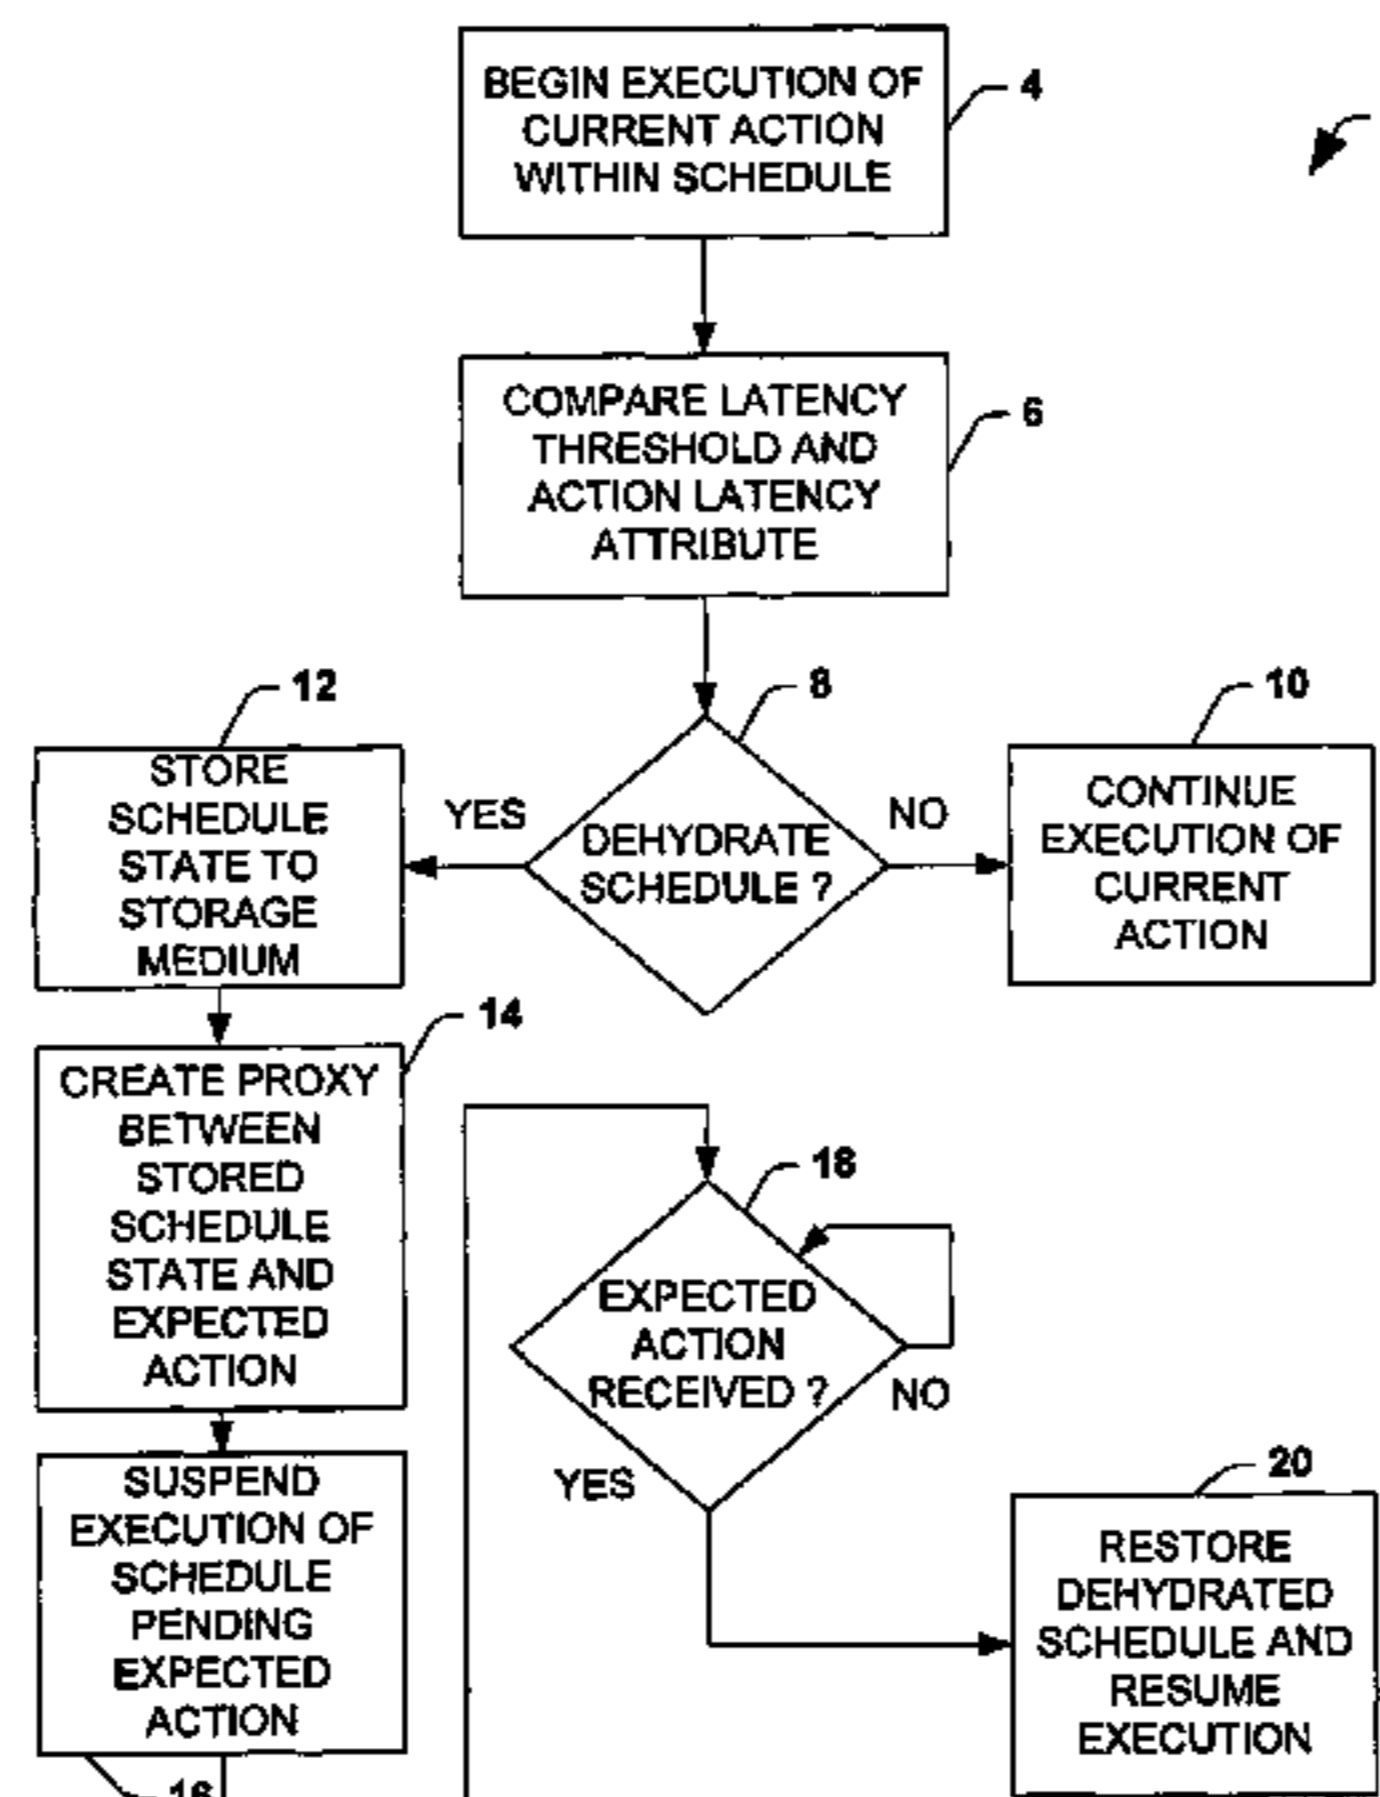 BEGIN EXECUTION OF
CURRENT ACTION
WITHIN SCHEDULE
4
COMPARE LATENCY
THRESHOLD AND
ACTION LATENCY
ATTRIBUTE
6
12
8
10
STORE
SCHEDULE
STATE TO
STORAGE
MEDIUM
YES
DEHYDRATE
SCHEDULE ?
NO
CONTINUE
EXECUTION OF
CURRENT
ACTION
14
CREATE PROXY
BETWEEN
STORED
SCHEDULE
STATE AND
EXPECTED
ACTION
18
EXPECTED
ACTION
RECEIVED ?
NO
YES
SUSPEND
EXECUTION OF
SCHEDULE
PENDING
EXPECTED
ACTION
16
20
RESTORE
DEHYDRATED
SCHEDULE AND
RESUME
EXECUTION